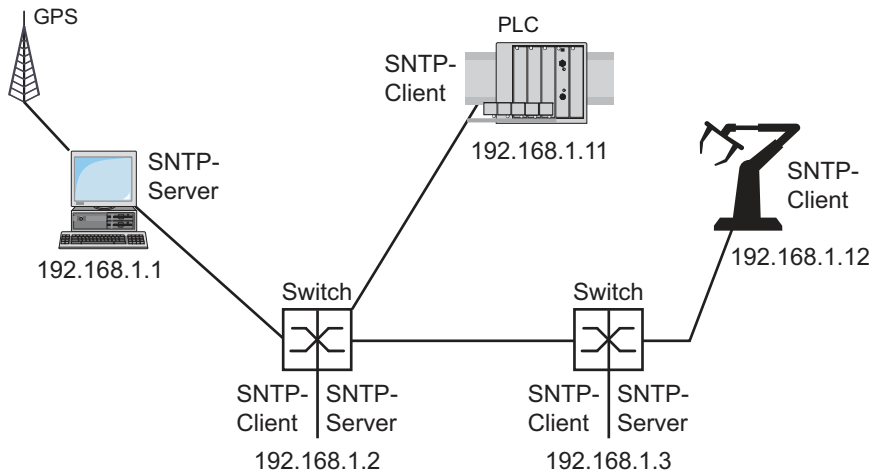 GPS
PLC
SNTP-
Client
192.168.1.11
SNTP-
Server
192.168.1.1
SNTP-
Client
192.168.1.12
Switch
SNTP-
Client
SNTP-
Server
192.168.1.2
Switch
SNTP-
Client
SNTP-
Server
192.168.1.3